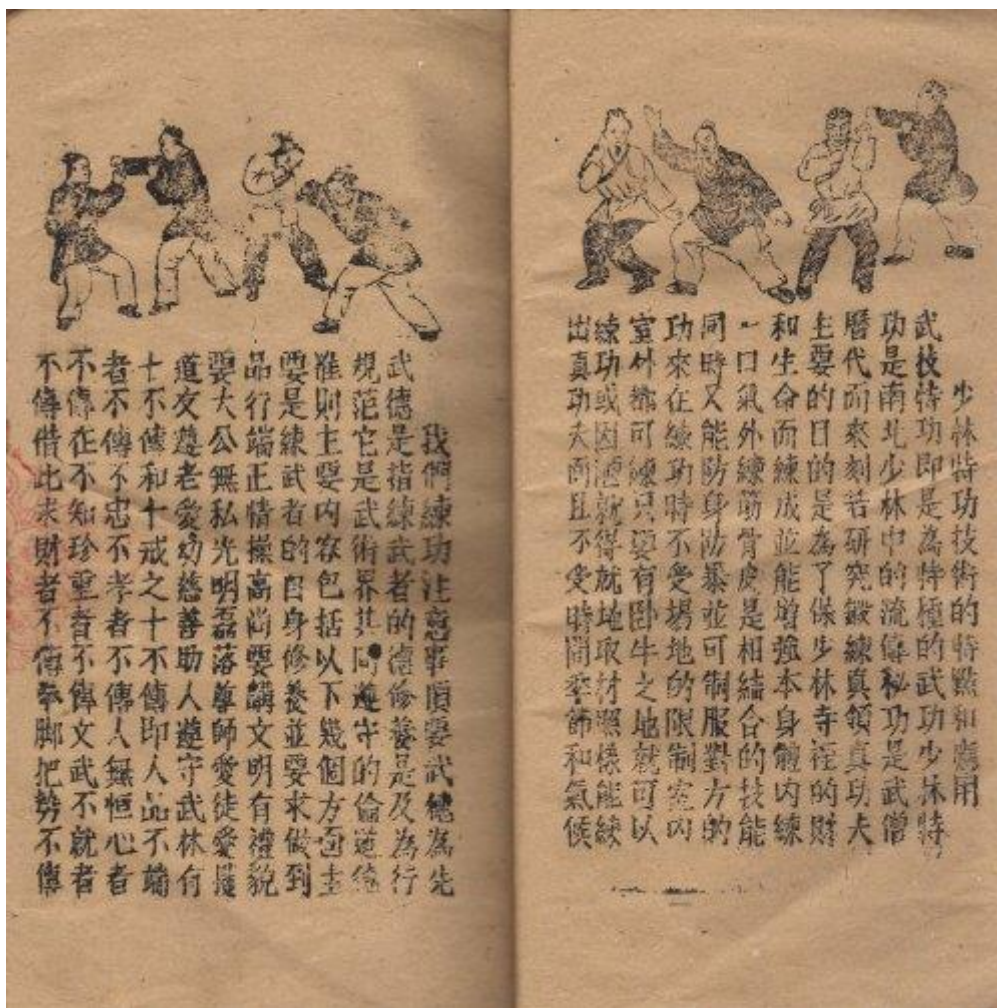 少林特功技術的特點和應用
武技特功即是為特種的武功少林特
功是南北少林中的流傳秘功是武僧
曆代而來刻苦研究鍛練真領真功夫
主要的目的是為了保少林寺的財
和生命而練成並能增強本身體內練
一口氣外練筋骨皮是相結合的技能
同時又能防身防暴並可制服對方的
功來在練功時不受場地的限制室內
室外都可練只要有卧牛之地就可以
練功或因地就得就地取材照樣能練
出真功夫而且不受時間季節和氣候
我們練功注意事項要武德為先
武德是指練武者的德修養是及為行
規范它是武術界共同遵守的倫道德
准則主要内容包括以下幾個方面主
要是練武者的自身修養並要求做到
品行端正情操高尚要講文明有禮貌
要大公無私光明磊落尊師愛徒愛護
道友尊老愛幼慈善助人遵守武林有
十不傳和十戒之十不傳即人品不端
者不傳不忠不孝者不傳人無恒心者
不傳在不知珍重者不傳文武不就者
不傳借此求財者不傳拳脚把勢不傳